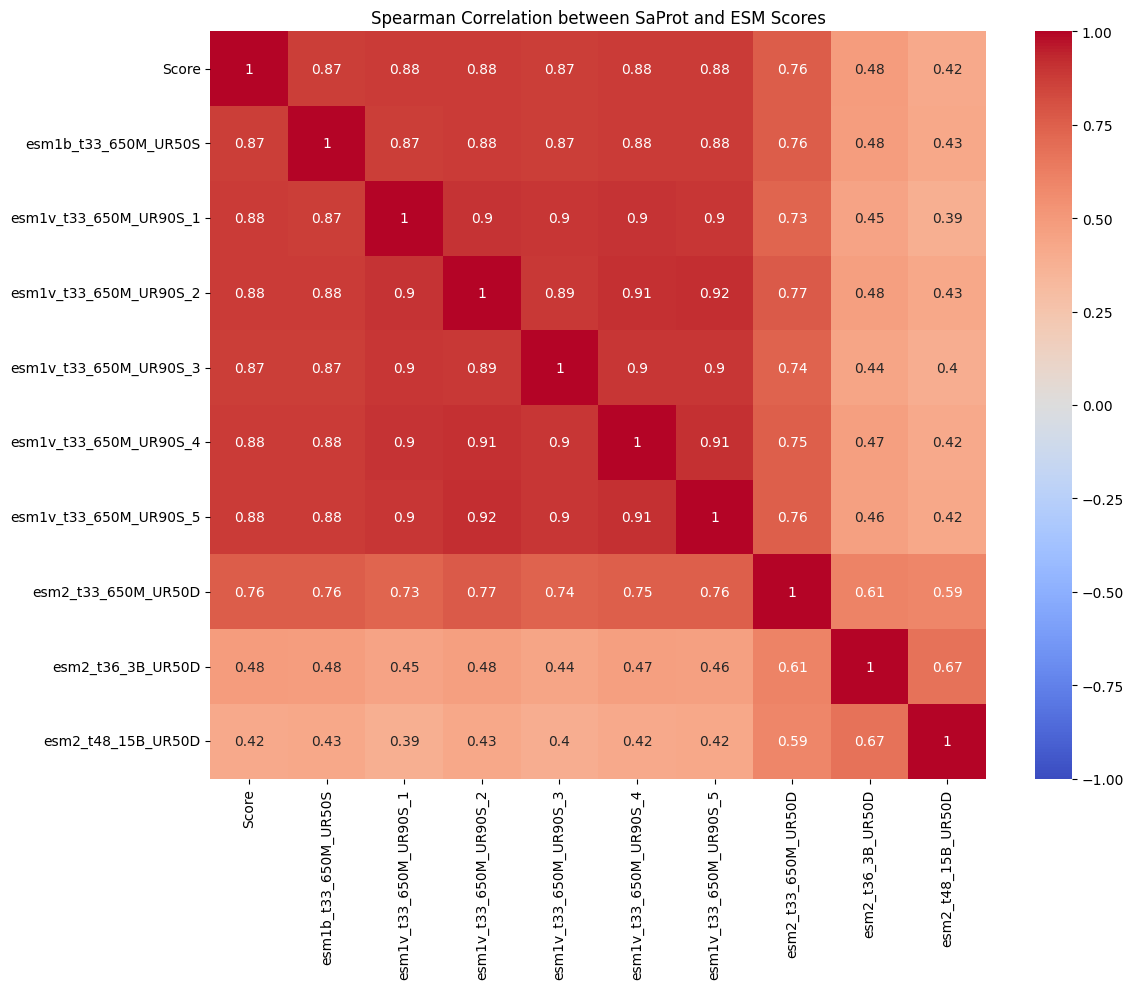 Spearman Correlation between SaProt and ESM Scores
Score 1 0.87 0.88 0.88 0.87 0.88 0.88 0.76 0.48 0.42
esm1b_t33_650M_UR50S 0.87 1 0.87 0.88 0.87 0.88 0.88 0.76 0.48 0.43
esm1v_t33_650M_UR90S_1 0.88 0.87 1 0.9 0.9 0.9 0.9 0.73 0.45 0.39
esm1v_t33_650M_UR90S_2 0.88 0.88 0.9 1 0.89 0.91 0.92 0.77 0.48 0.43
esm1v_t33_650M_UR90S_3 0.87 0.87 0.9 0.89 1 0.9 0.9 0.74 0.44 0.4
esm1v_t33_650M_UR90S_4 0.88 0.88 0.9 0.91 0.9 1 0.91 0.75 0.47 0.42
esm1v_t33_650M_UR90S_5 0.88 0.88 0.9 0.92 0.9 0.91 1 0.76 0.46 0.42
esm2_t33_650M_UR50D 0.76 0.76 0.73 0.77 0.74 0.75 0.76 1 0.61 0.59
esm2_t36_3B_UR50D 0.48 0.48 0.45 0.48 0.44 0.47 0.46 0.61 1 0.67
esm2_t48_15B_UR50D 0.42 0.43 0.39 0.43 0.4 0.42 0.42 0.59 0.67 1
Score
esm1b_t33_650M_UR50S
esm1v_t33_650M_UR90S_1
esm1v_t33_650M_UR90S_2
esm1v_t33_650M_UR90S_3
esm1v_t33_650M_UR90S_4
esm1v_t33_650M_UR90S_5
esm2_t33_650M_UR50D
esm2_t36_3B_UR50D
esm2_t48_15B_UR50D
1.00
0.75
0.50
0.25
0.00
−0.25
−0.50
−0.75
−1.00